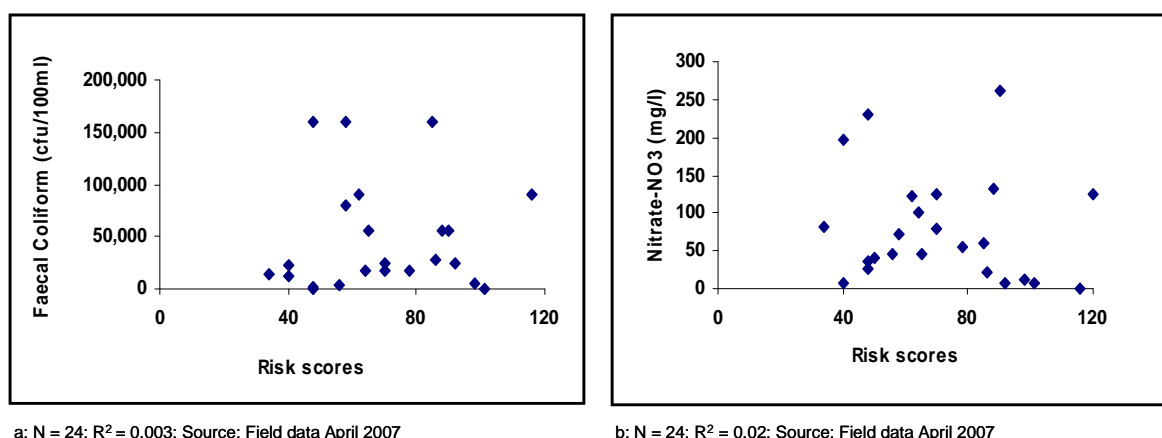 200,000
150,000
100,000
50,000
0
Faecal Coliform (cfu/100ml)
0 40 80 120
Risk scores
a: N = 24; R² = 0.003; Source: Field data April 2007
300
250
200
150
100
50
0
Nitrate-NO3 (mg/l)
0 40 80 120
Risk scores
b: N = 24; R² = 0.02; Source: Field data April 2007